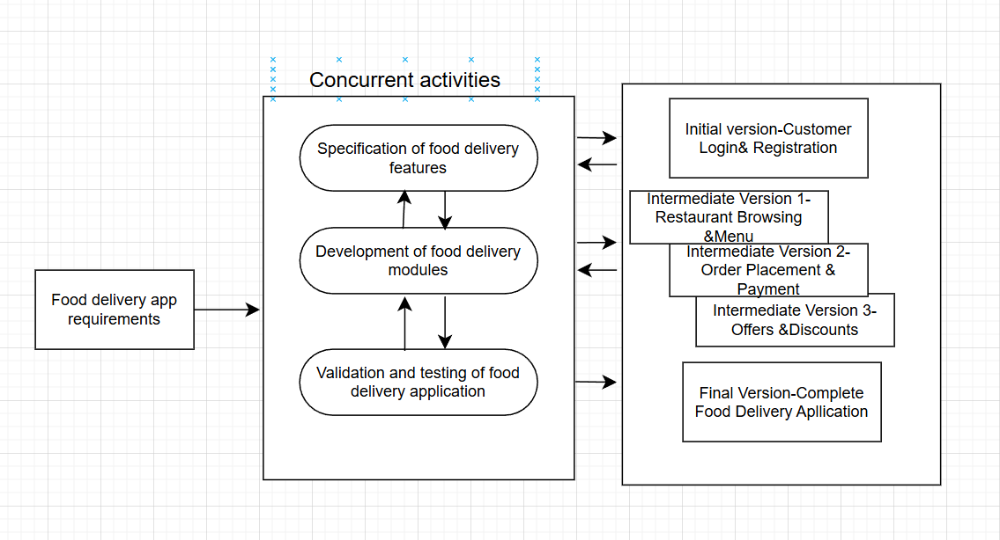 Concurrent activities
Specification of food delivery
features
Development of food delivery
modules
Validation and testing of food
delivery application
Food delivery app
requirements
Initial version-Customer
Login& Registration
Intermediate Version 1-
Restaurant Browsing
&Menu
Intermediate Version 2-
Order Placement &
Payment
Intermediate Version 3-
Offers &Discounts
Final Version-Complete
Food Delivery Apllication